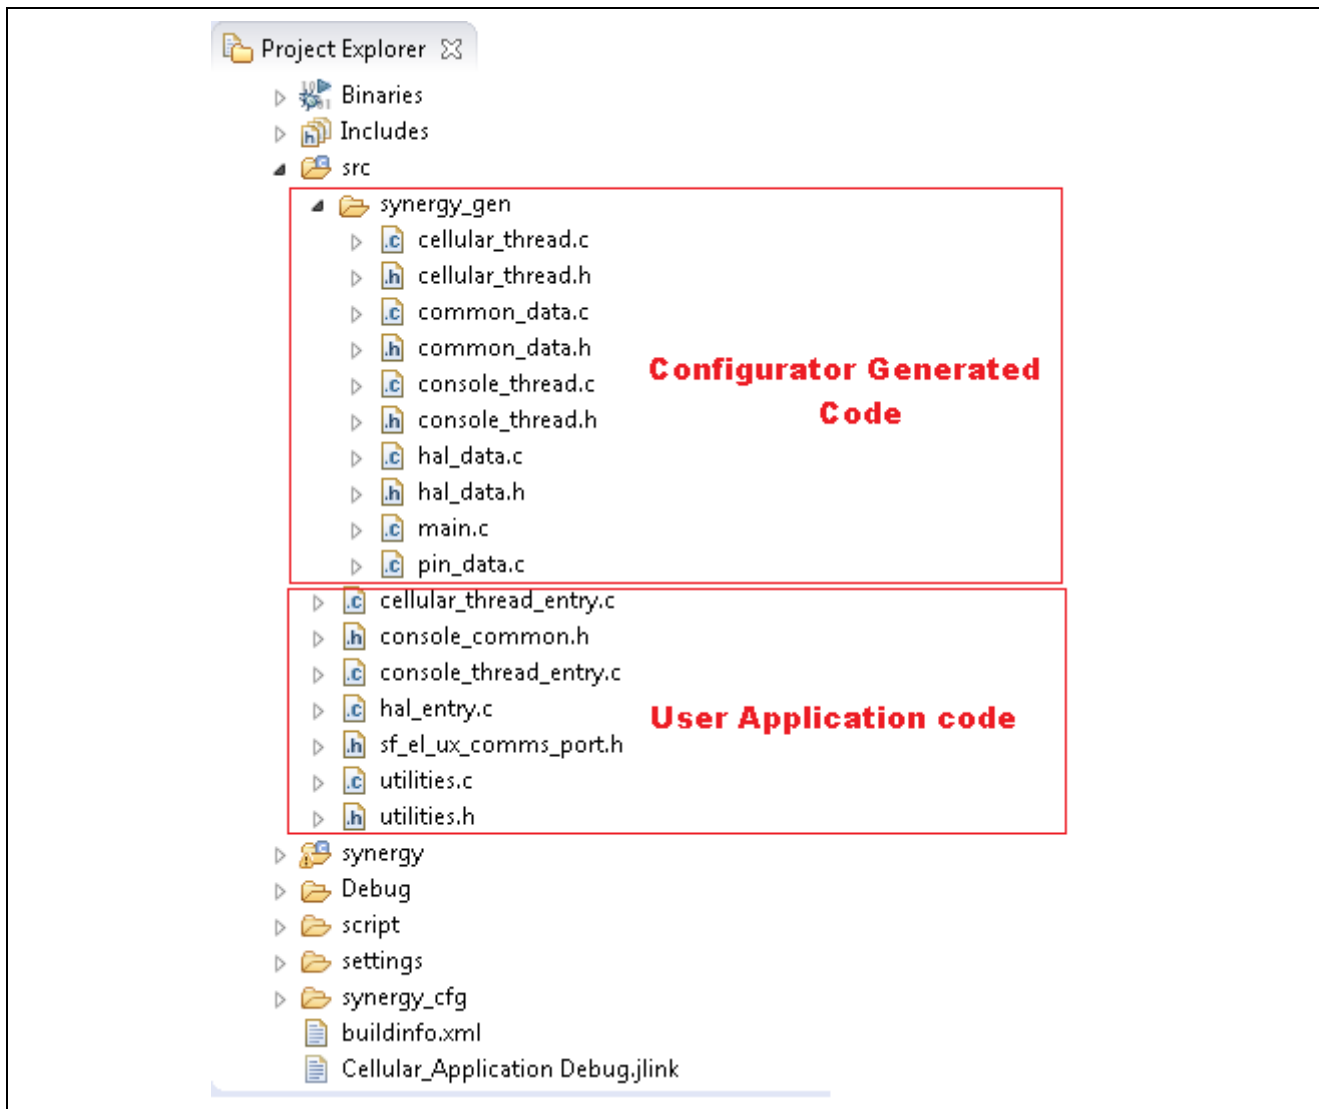 Project Explorer
Binaries
Includes
src
synergy_gen
cellular_thread.c
cellular_thread.h
common_data.c
common_data.h
console_thread.c
console_thread.h
hal_data.c
hal_data.h
main.c
pin_data.c
Configurator Generated
Code
cellular_thread_entry.c
console_common.h
console_thread_entry.c
hal_entry.c
sf_el_ux_comms_port.h
utilities.c
utilities.h
User Application code
synergy
Debug
script
settings
synergy_cfg
buildinfo.xml
Cellular_Application Debug.jlink